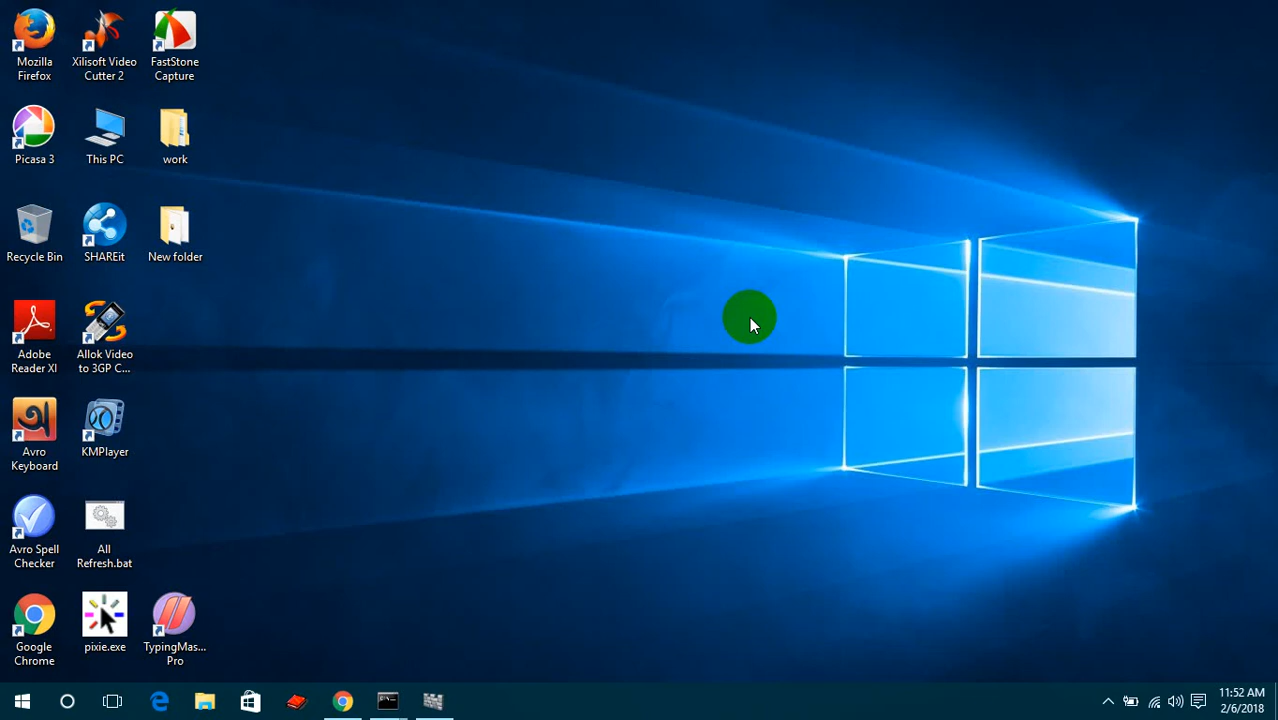 Mozilla
Firefox
Xilisoft Video
Cutter 2
FastStone
Capture
Picasa 3
This PC
work
Recycle Bin
SHAREit
New folder
Adobe
Reader XI
Allok Video
to 3GP C...
Avro
Keyboard
অ
KMPlayer
Avro Spell
Checker
All
Refresh.bat
Google
Chrome
pixie.exe
TypingMas...
Pro
11:52 AM
2/6/2018